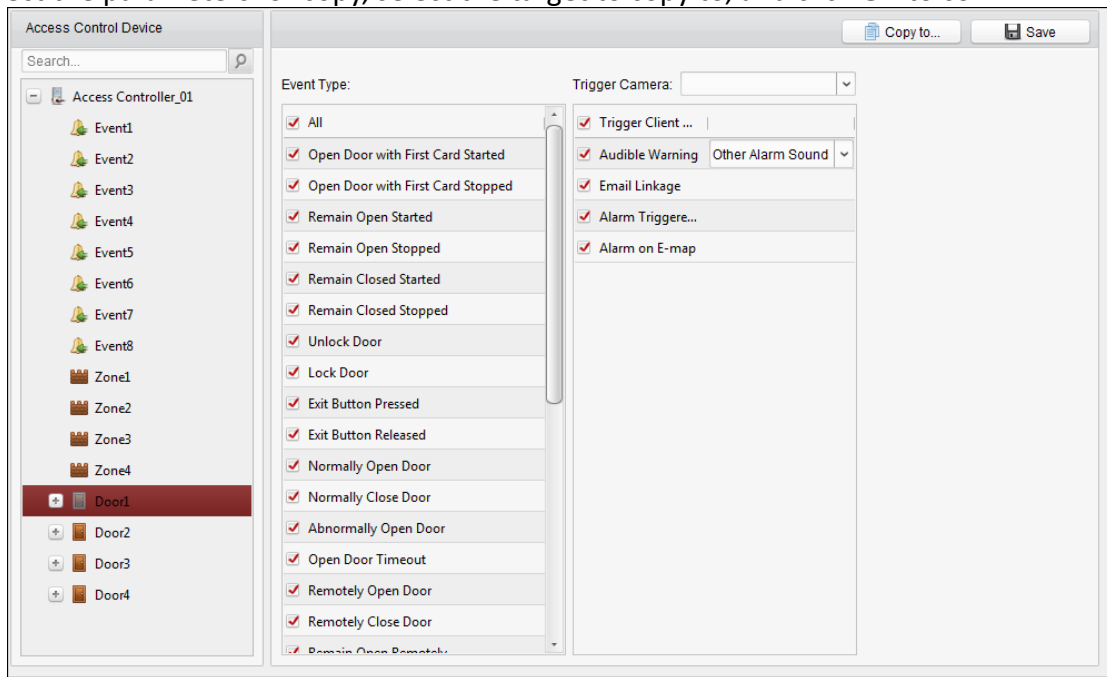 Access Control Device
Copy to...
Save
Search...
Access Controller_01
Event1
Event2
Event3
Event4
Event5
Event6
Event7
Event8
Zone1
Zone2
Zone3
Zone4
Door1
Door2
Door3
Door4
Event Type:
All
Open Door with First Card Started
Open Door with First Card Stopped
Remain Open Started
Remain Open Stopped
Remain Closed Started
Remain Closed Stopped
Unlock Door
Lock Door
Exit Button Pressed
Exit Button Released
Normally Open Door
Normally Close Door
Abnormally Open Door
Open Door Timeout
Remotely Open Door
Remotely Close Door
Remain Open Remotely
Trigger Camera:
Trigger Client ...
Audible Warning Other Alarm Sound
Email Linkage
Alarm Triggere...
Alarm on E-map